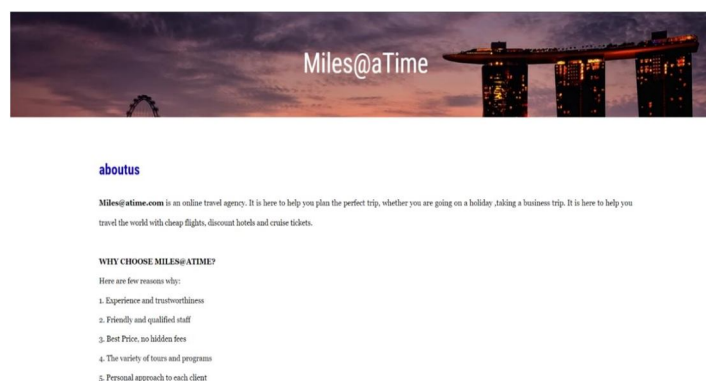 Miles@aTime
aboutus
Miles@atime.com is an online travel agency. It is here to help you plan the perfect trip, whether you are going on a holiday ,taking a business trip. It is here to help you
travel the world with cheap flights, discount hotels and cruise tickets.
WHY CHOOSE MILES@ATIME?
Here are few reasons why:
1. Experience and trustworthiness
2. Friendly and qualified staff
3. Best Price, no hidden fees
4. The variety of tours and programs
5. Personal approach to each client